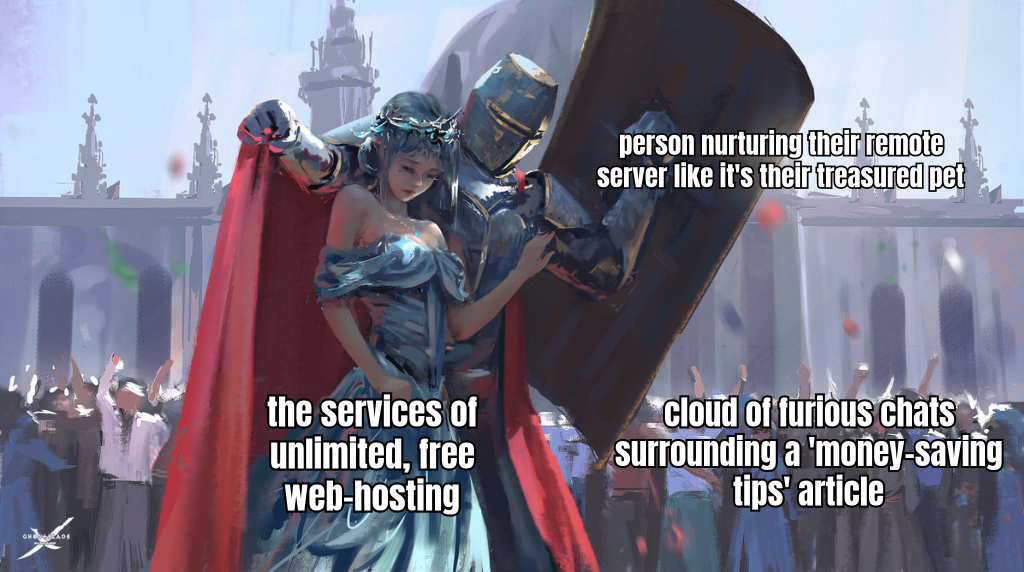 person nurturing their remote
server like it's their treasured pet
the services of
unlimited, free
web-hosting
cloud of furious chats
surrounding a 'money-saving
tips' article
GHOSTBLADE